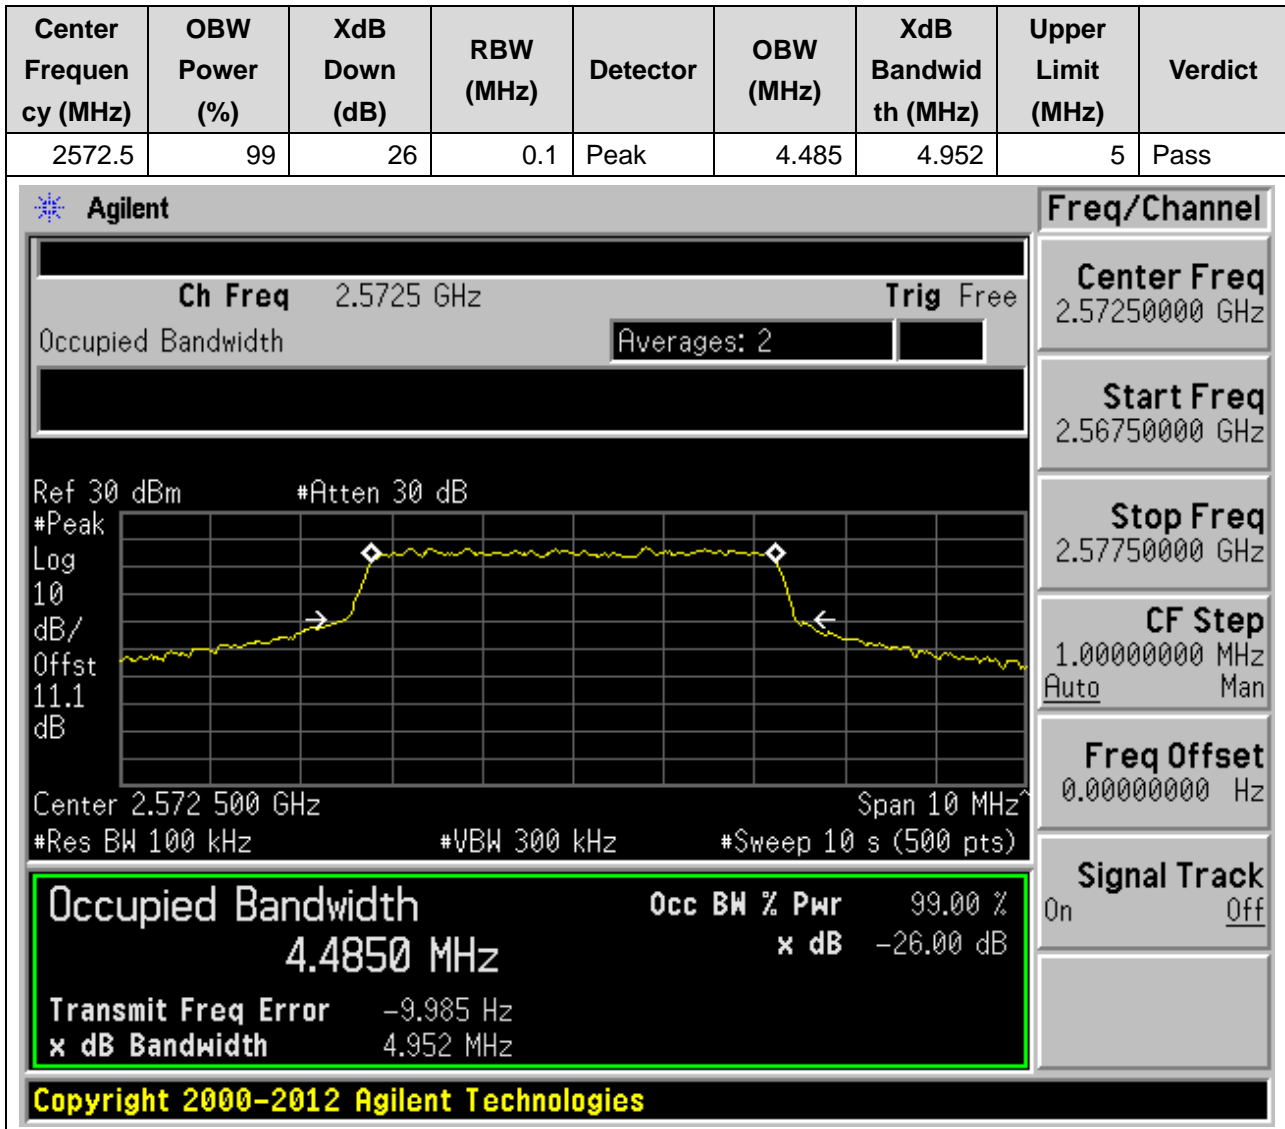 Center Frequency (MHz) OBW Power (%) XdB Down (dB) RBW (MHz) Detector OBW (MHz) XdB Bandwidth (MHz) Upper Limit (MHz) Verdict
2572.5 99 26 0.1 Peak 4.485 4.952 5 Pass
Agilent
Ch Freq 2.5725 GHz Trig Free
Occupied Bandwidth Averages: 2
Ref 30 dBm #Atten 30 dB
#Peak
Log
10
dB/
Offst
11.1
dB
Center 2.572 500 GHz Span 10 MHz^
#Res BW 100 kHz #VBW 300 kHz #Sweep 10 s (500 pts)
Occupied Bandwidth Occ BW % Pwr 99.00 %
4.4850 MHz x dB -26.00 dB
Transmit Freq Error -9.985 Hz
x dB Bandwidth 4.952 MHz
Copyright 2000-2012 Agilent Technologies
Freq/Channel
Center Freq
2.57250000 GHz
Start Freq
2.56750000 GHz
Stop Freq
2.57750000 GHz
CF Step
1.00000000 MHz
Auto Man
Freq Offset
0.00000000 Hz
Signal Track
On Off